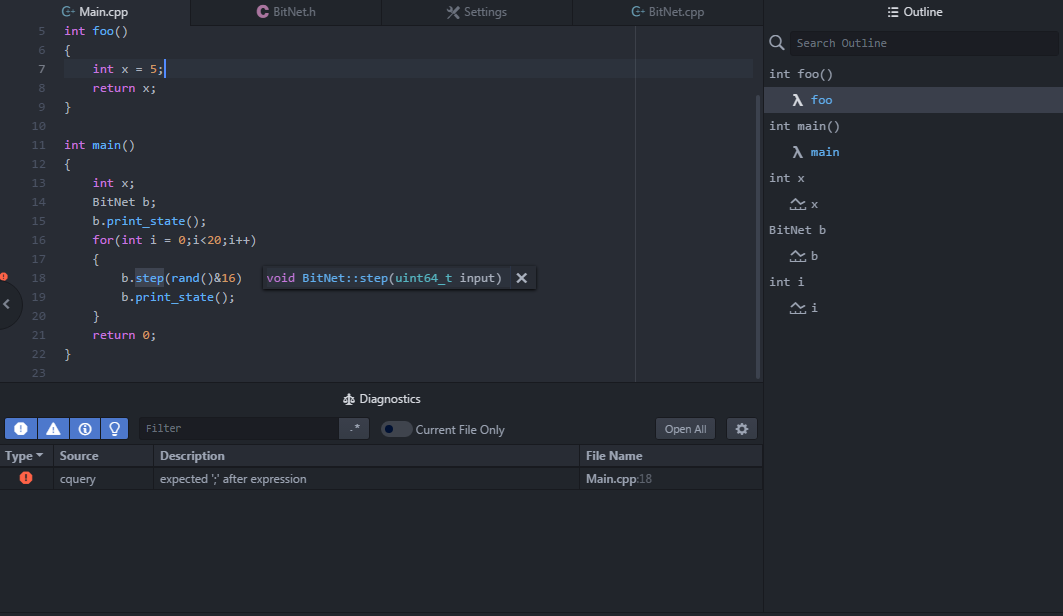 Main.cpp BitNet.h Settings BitNet.cpp
5 int foo()
6 {
7 int x = 5;
8 return x;
9 }
10
11 int main()
12 {
13 int x;
14 BitNet b;
15 b.print_state();
16 for(int i = 0;i<20;i++)
17 {
18 b.step(rand()&16) void BitNet::step(uint64_t input)
19 b.print_state();
20 }
21 return 0;
22 }
23
Outline
Search Outline
int foo()
λ foo
int main()
λ main
int x
x
BitNet b
b
int i
i
Diagnostics
Filter .* Current File Only Open All
Type Source Description File Name
cquery expected ';' after expression Main.cpp:18